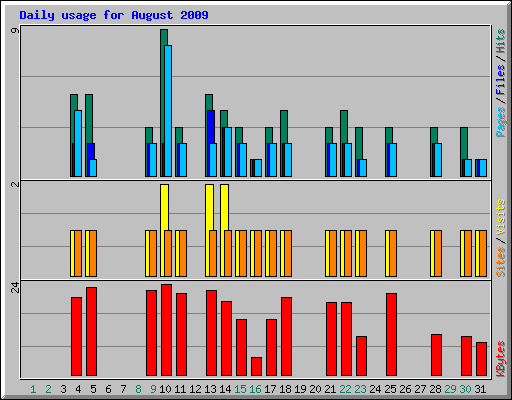 Daily usage for August 2009
9
Pages / Files / Hits
2
Sites / Visits
24
KBytes
1 2 3 4 5 6 7 8 9 10 11 12 13 14 15 16 17 18 19 20 21 22 23 24 25 26 27 28 29 30 31